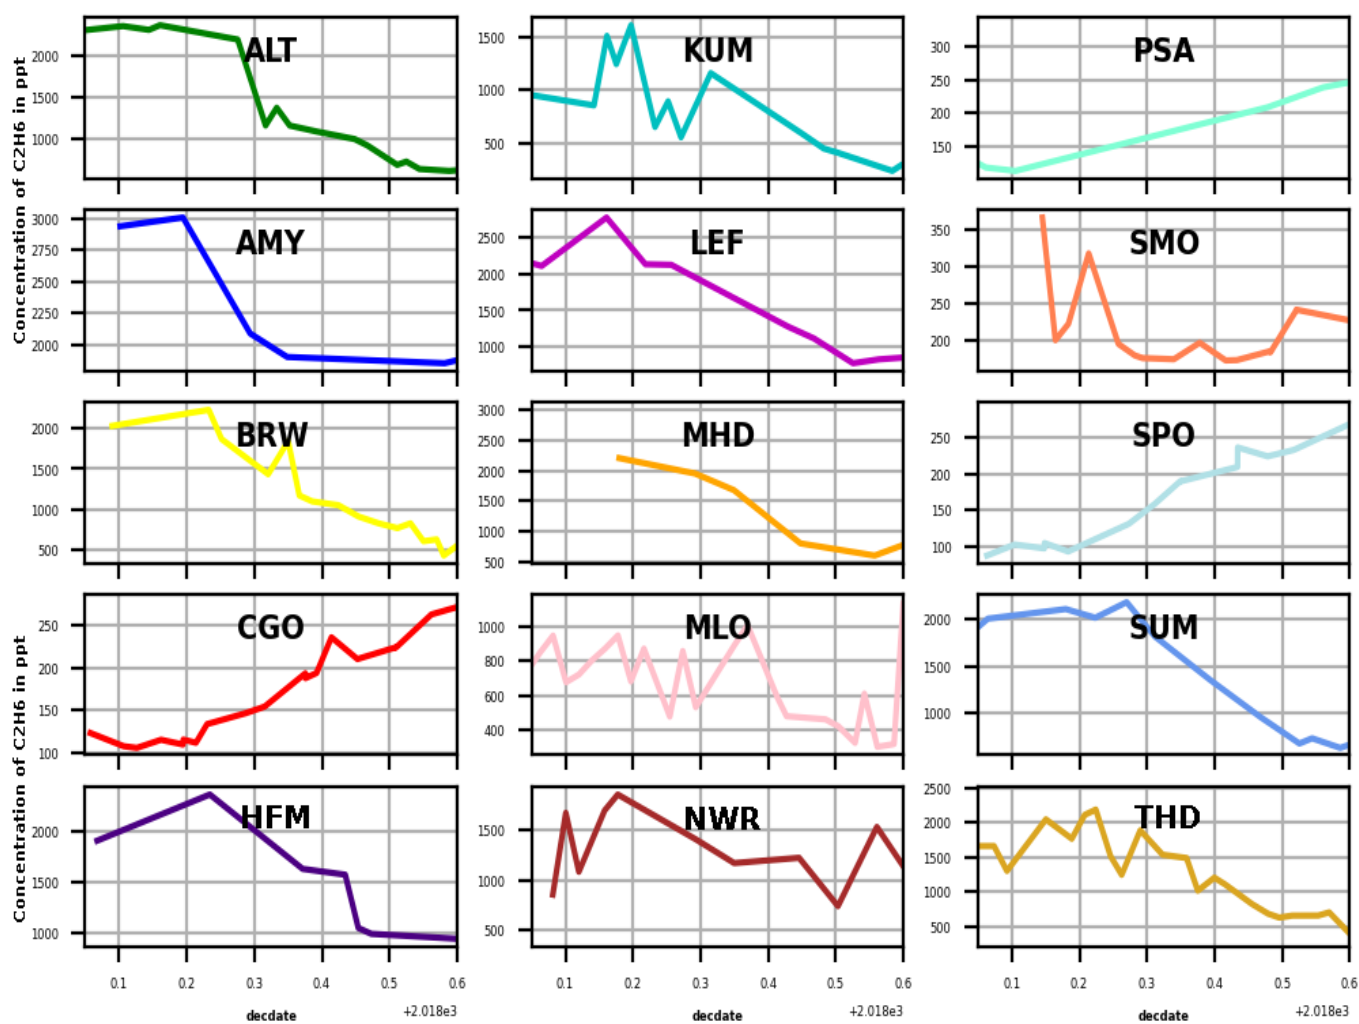 Concentration of C2H6 in ppt
ALT
2000
1500
1000
KUM
1500
1000
500
PSA
300
250
200
150
AMY
3000
2750
2500
2250
2000
LEF
2500
2000
1500
1000
SMO
350
300
250
200
BRW
2000
1500
1000
500
MHD
3000
2500
2000
1500
1000
500
SPO
250
200
150
100
Concentration of C2H6 in ppt
CGO
250
200
150
100
MLO
1000
800
600
400
SUM
2000
1500
1000
HFM
2000
1500
1000
NWR
1500
1000
500
THD
2500
2000
1500
1000
500
0.1 0.2 0.3 0.4 0.5 0.6
0.1 0.2 0.3 0.4 0.5 0.6
0.1 0.2 0.3 0.4 0.5 0.6
decdate +2.018e3
decdate +2.018e3
decdate +2.018e3